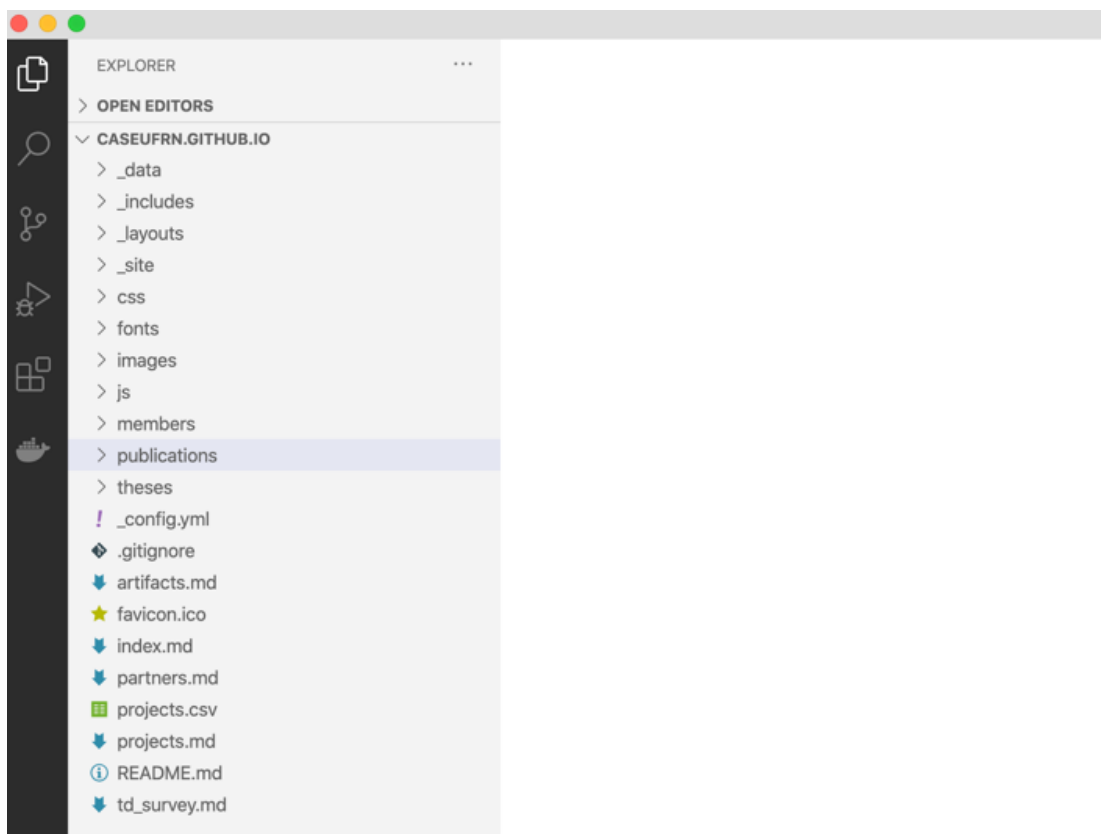 EXPLORER
OPEN EDITORS
CASEUFRN.GITHUB.IO
_data
_includes
_layouts
_site
css
fonts
images
js
members
publications
theses
_config.yml
.gitignore
artifacts.md
favicon.ico
index.md
partners.md
projects.csv
projects.md
README.md
td_survey.md